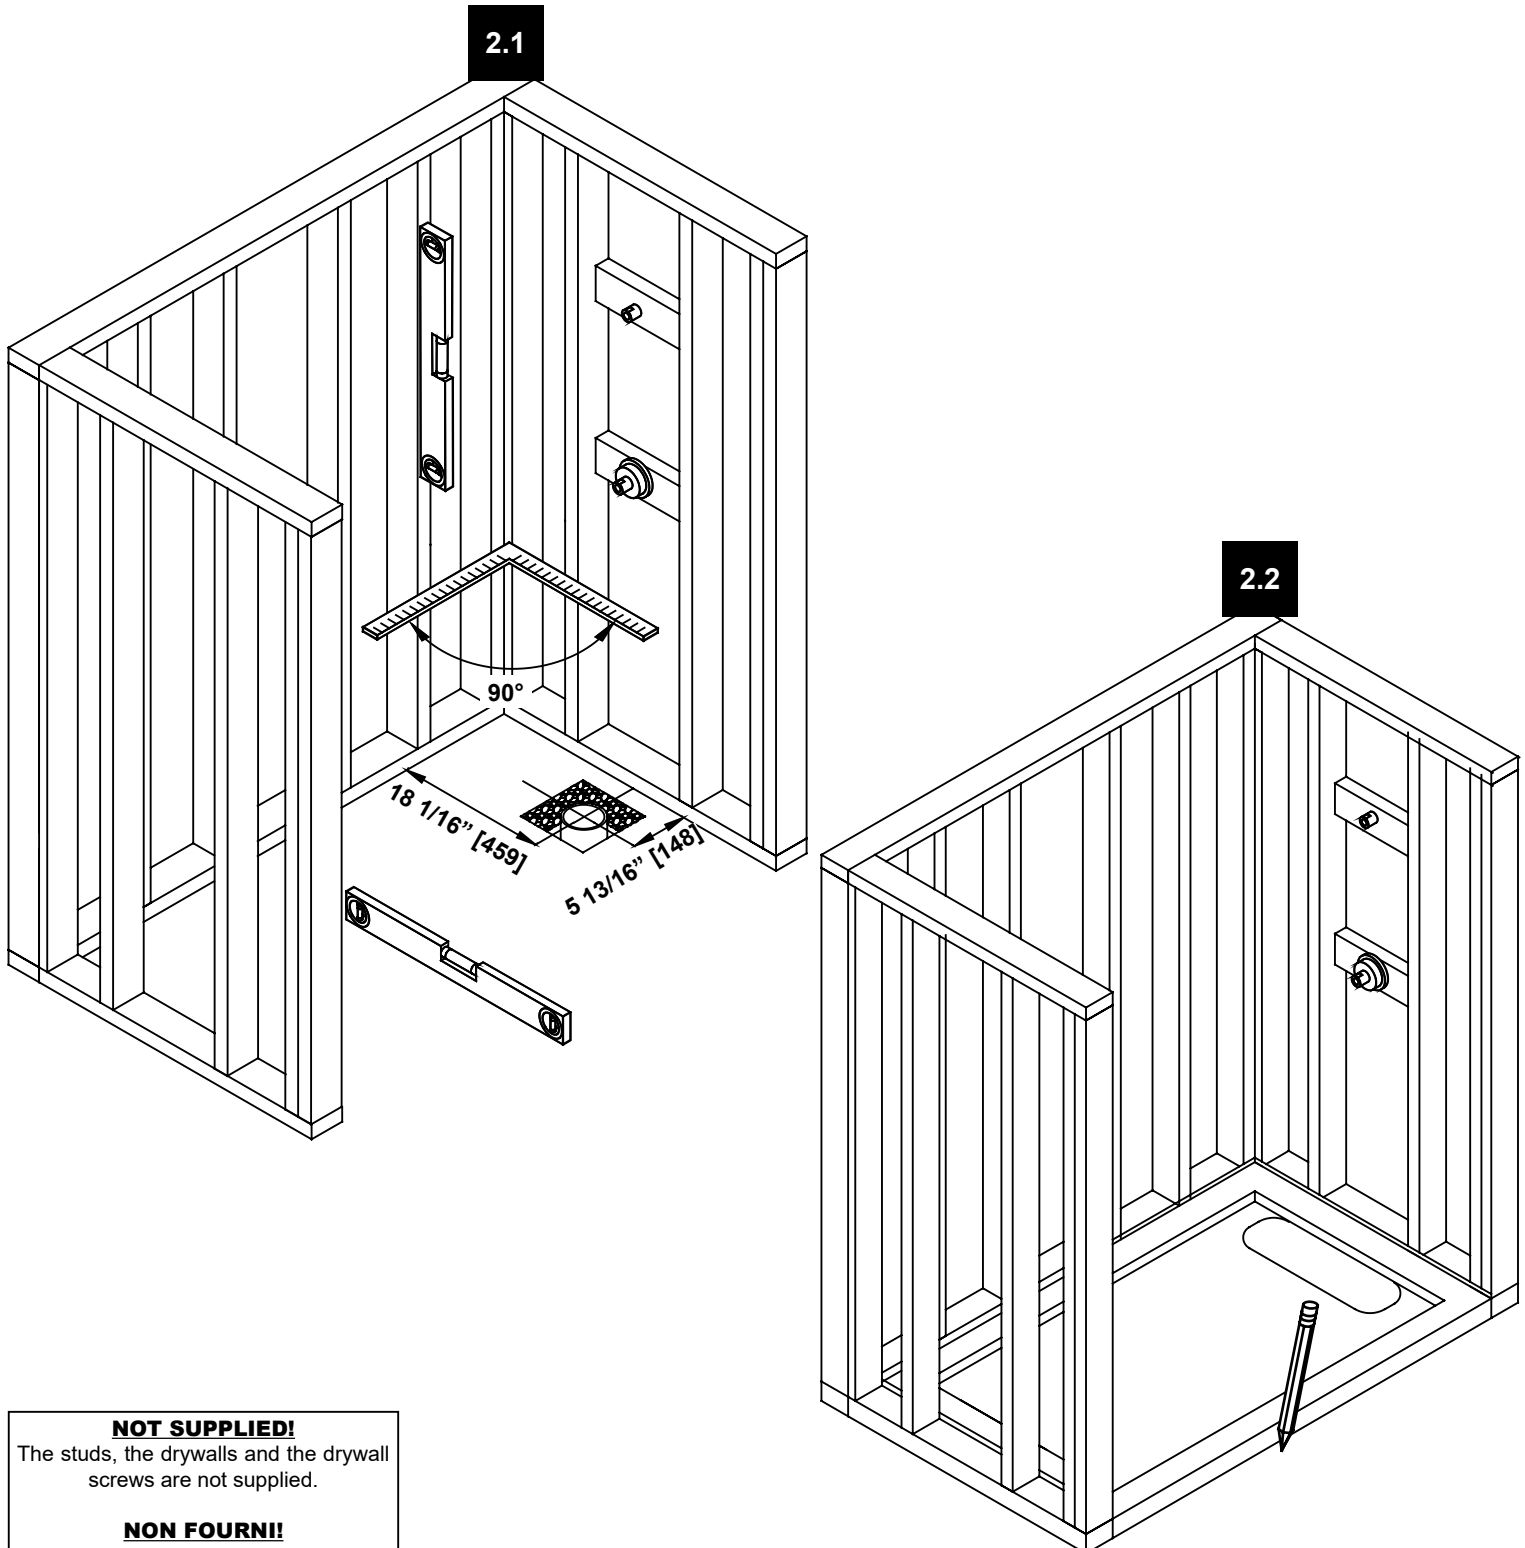 2.1
90°
18 1/16” [459]
5 13/16” [148]
2.2
NOT SUPPLIED!
The studs, the drywalls and the drywall
screws are not supplied.
NON FOURNI!